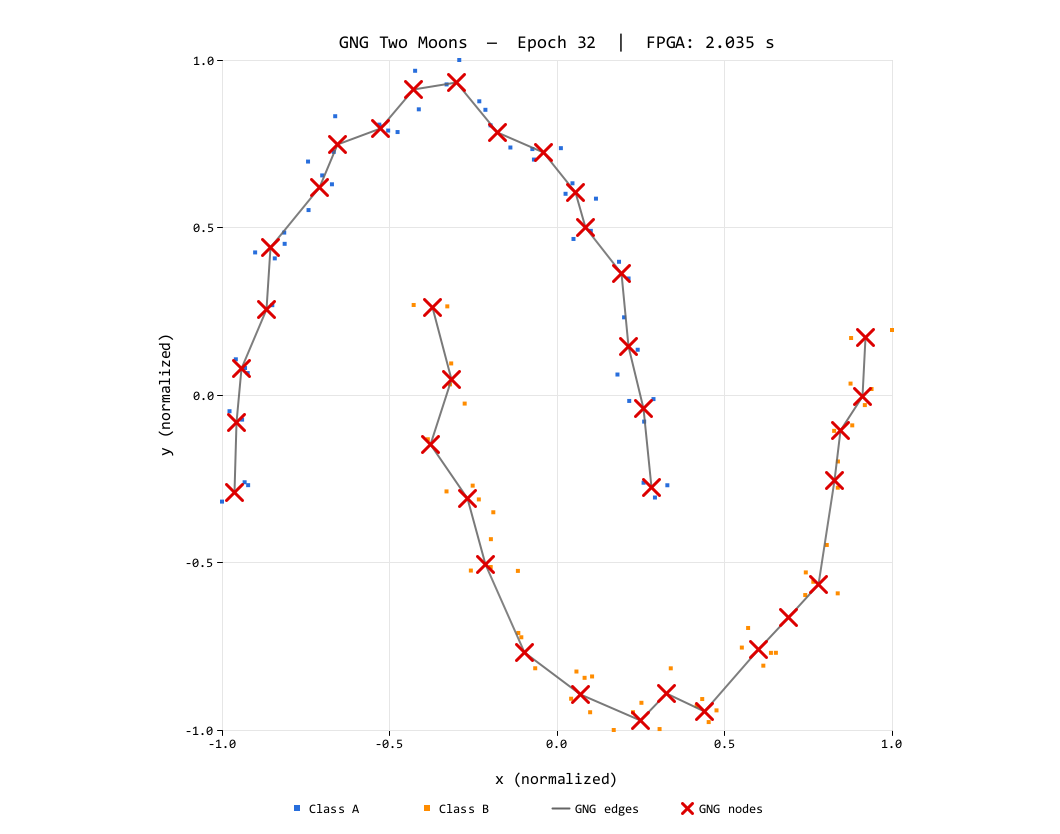 GNG Two Moons — Epoch 32 | FPGA: 2.035 s
1.0
0.5
0.0
-0.5
-1.0
y (normalized)
-1.0 -0.5 0.0 0.5 1.0
x (normalized)
Class A Class B GNG edges GNG nodes